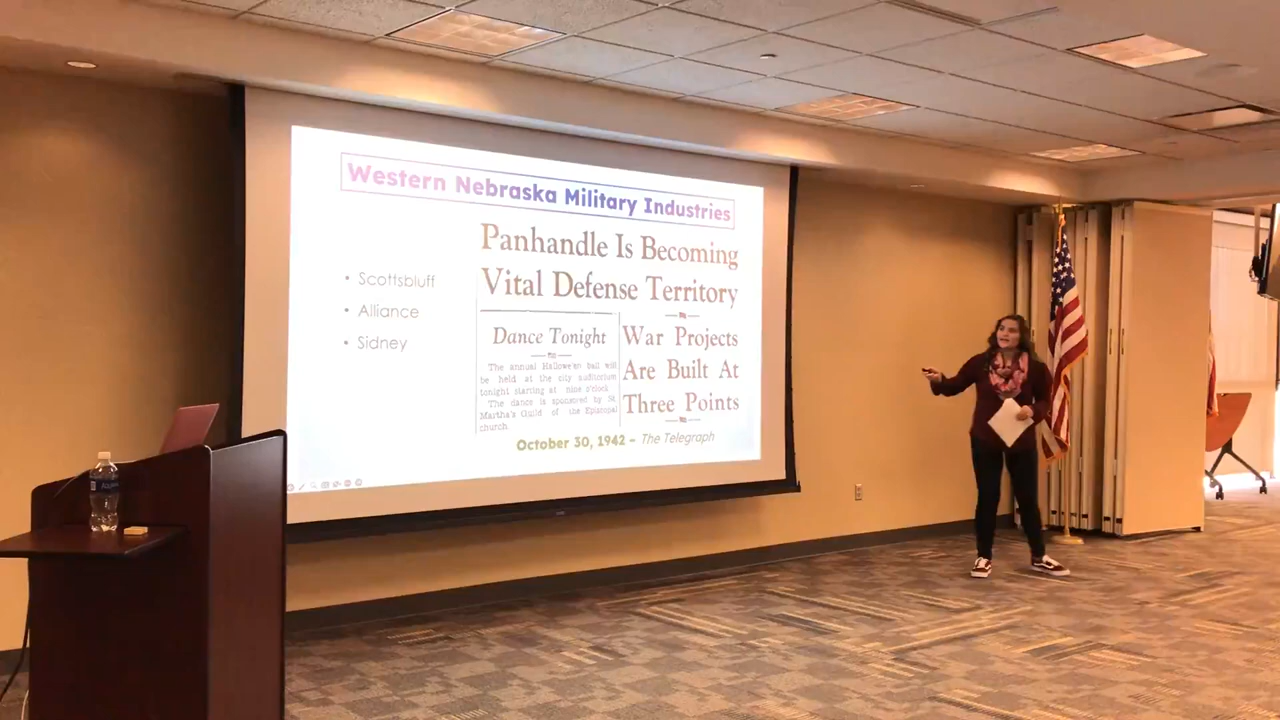 Western Nebraska Military Industries
• Scottsbluff
• Alliance
• Sidney
Panhandle Is Becoming
Vital Defense Territory
Dance Tonight
The annual Hallowe'en ball will
be held at the city auditorium
tonight starting at nine o'clock
The dance is sponsored by St.
Martha's Guild of the Episcopal
church.
War Projects
Are Built At
Three Points
October 30, 1942 – The Telegraph